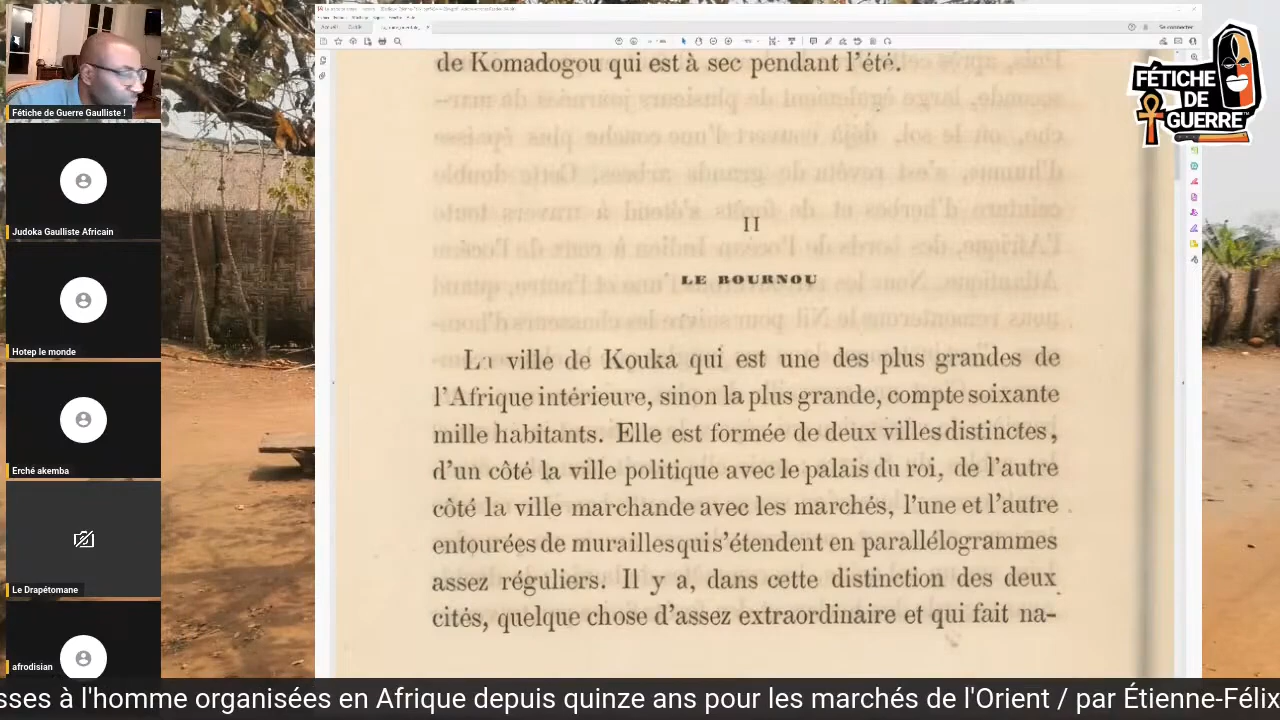 Fétiche de Guerre Gaulliste !
Judoka Gaulliste Africain
Hotep le monde
Erché akemba
Le Drapétomane
afrodisian
Se connecter
FÉTICHE
DE
GUERRE
de Komadogou qui est à sec pendant l'été.
II
LE BOURNOU
La ville de Kouka qui est une des plus grandes de
l'Afrique intérieure, sinon la plus grande, compte soixante
mille habitants. Elle est formée de deux villes distinctes,
d'un côté la ville politique avec le palais du roi, de l'autre
côté la ville marchande avec les marchés, l'une et l'autre
entourées de murailles qui s'étendent en parallélogrammes
assez réguliers. Il y a, dans cette distinction des deux
cités, quelque chose d'assez extraordinaire et qui fait na-
sses à l'homme organisées en Afrique depuis quinze ans pour les marchés de l'Orient / par Étienne-Félix